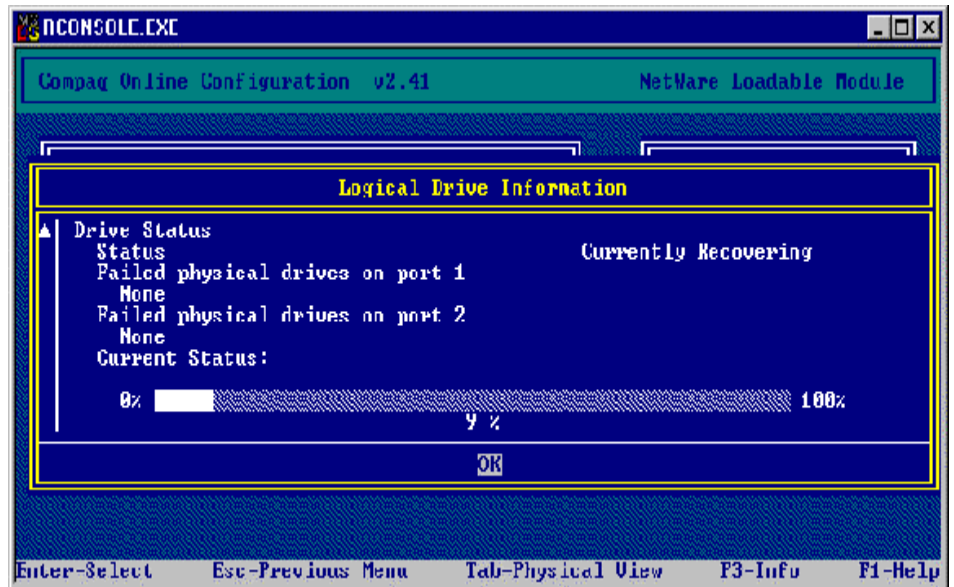 NCONSOLE.EXE
Compaq Online Configuration v2.41 NetWare Loadable Module
Logical Drive Information
Drive Status
Status Currently Recovering
Failed physical drives on port 1
None
Failed physical drives on port 2
None
Current Status:
0% 100%
9 %
OK
Enter-Select Esc-Previous Menu Tab-Physical View F3-Info F1-Help